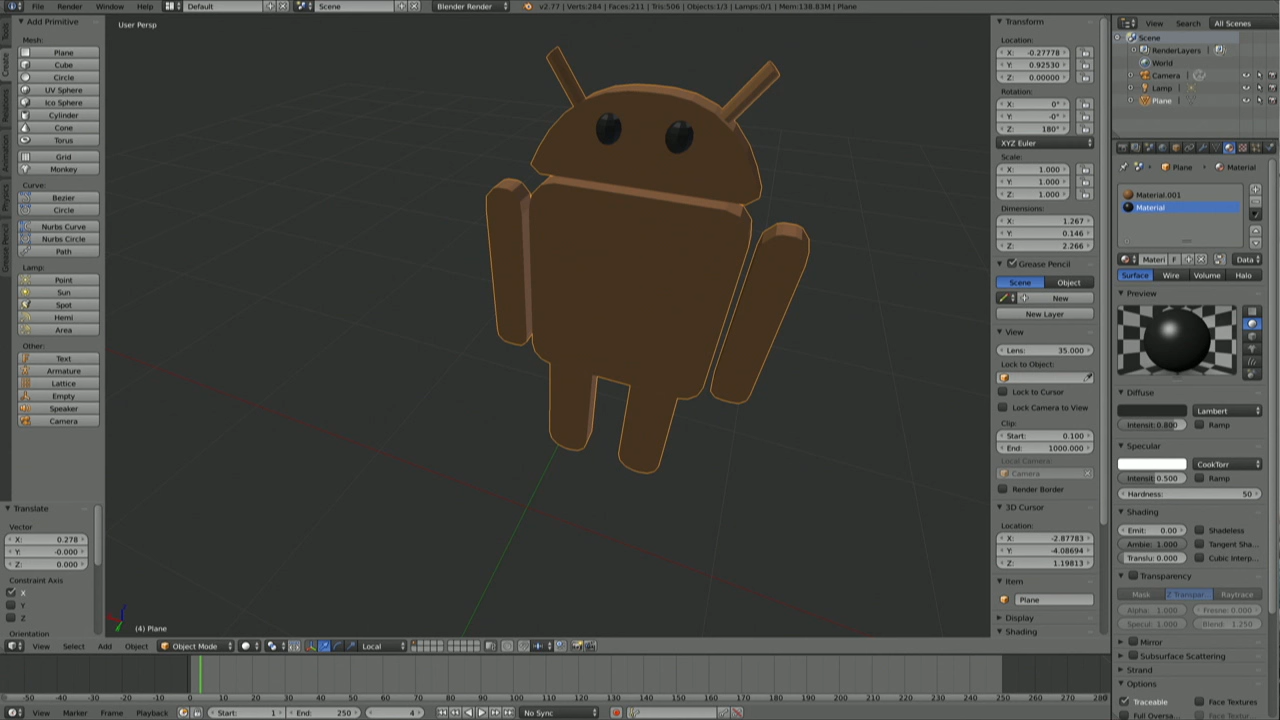 File Render Window Help Default Scene Blender Render v2.77 | Verts:284 | Faces:211 | Tris:506 | Objects:1/3 | Lamps:0/1 | Mem:138.83M | Plane
Tools
Create
Relations
Animation
Physics
Grease Pencil
Add Primitive
Mesh:
Plane
Cube
Circle
UV Sphere
Ico Sphere
Cylinder
Cone
Torus
Grid
Monkey
Curve:
Bezier
Circle
Nurbs Curve
Nurbs Circle
Path
Lamp:
Point
Sun
Spot
Hemi
Area
Other:
Text
Armature
Lattice
Empty
Speaker
Camera
Translate
Vector
X: 0.278
Y: -0.000
Z: 0.000
Constraint Axis
X
Y
Z
Orientation
User Persp
(4) Plane
Transform
Location:
X: -0.27778
Y: 0.92530
Z: 0.00000
Rotation:
X: 0°
Y: -0°
Z: 180°
XYZ Euler
Scale:
X: 1.000
Y: 1.000
Z: 1.000
Dimensions:
X: 1.267
Y: 0.146
Z: 2.266
Grease Pencil
Scene Object
New
New Layer
View
Lens: 35.000
Lock to Object:
Lock to Cursor
Lock Camera to View
Clip:
Start: 0.100
End: 1000.000
Local Camera:
Camera
Render Border
3D Cursor
Location:
X: -2.87783
Y: -4.08694
Z: 1.19813
Item
Plane
Display
Shading
View Search All Scenes
Scene
RenderLayers
World
Camera
Lamp
Plane
Plane Material
Material.001
Material
Materi F Data
Surface Wire Volume Halo
Preview
Diffuse
Lambert
Intensit: 0.800 Ramp
Specular
CookTorr
Intensit 0.500 Ramp
Hardness: 50
Shading
Emit: 0.00 Shadeless
Ambie: 1.000 Tangent Sha...
Translu: 0.000 Cubic Interp...
Transparency
Mask Z Transpar... Raytrace
Alpha: 1.000 Fresne: 0.000
Specul: 1.000 Blend: 1.250
Mirror
Subsurface Scattering
Strand
Options
Traceable Face Textures
Full Oversa... Face Textur...
View Select Add Object Object Mode Local
-50 -40 -30 -20 -10 0 10 20 30 40 50 60 70 80 90 100 110 120 130 140 150 160 170 180 190 200 210 220 230 240 250 260 270 280
View Marker Frame Playback Start: 1 End: 250 4 No Sync